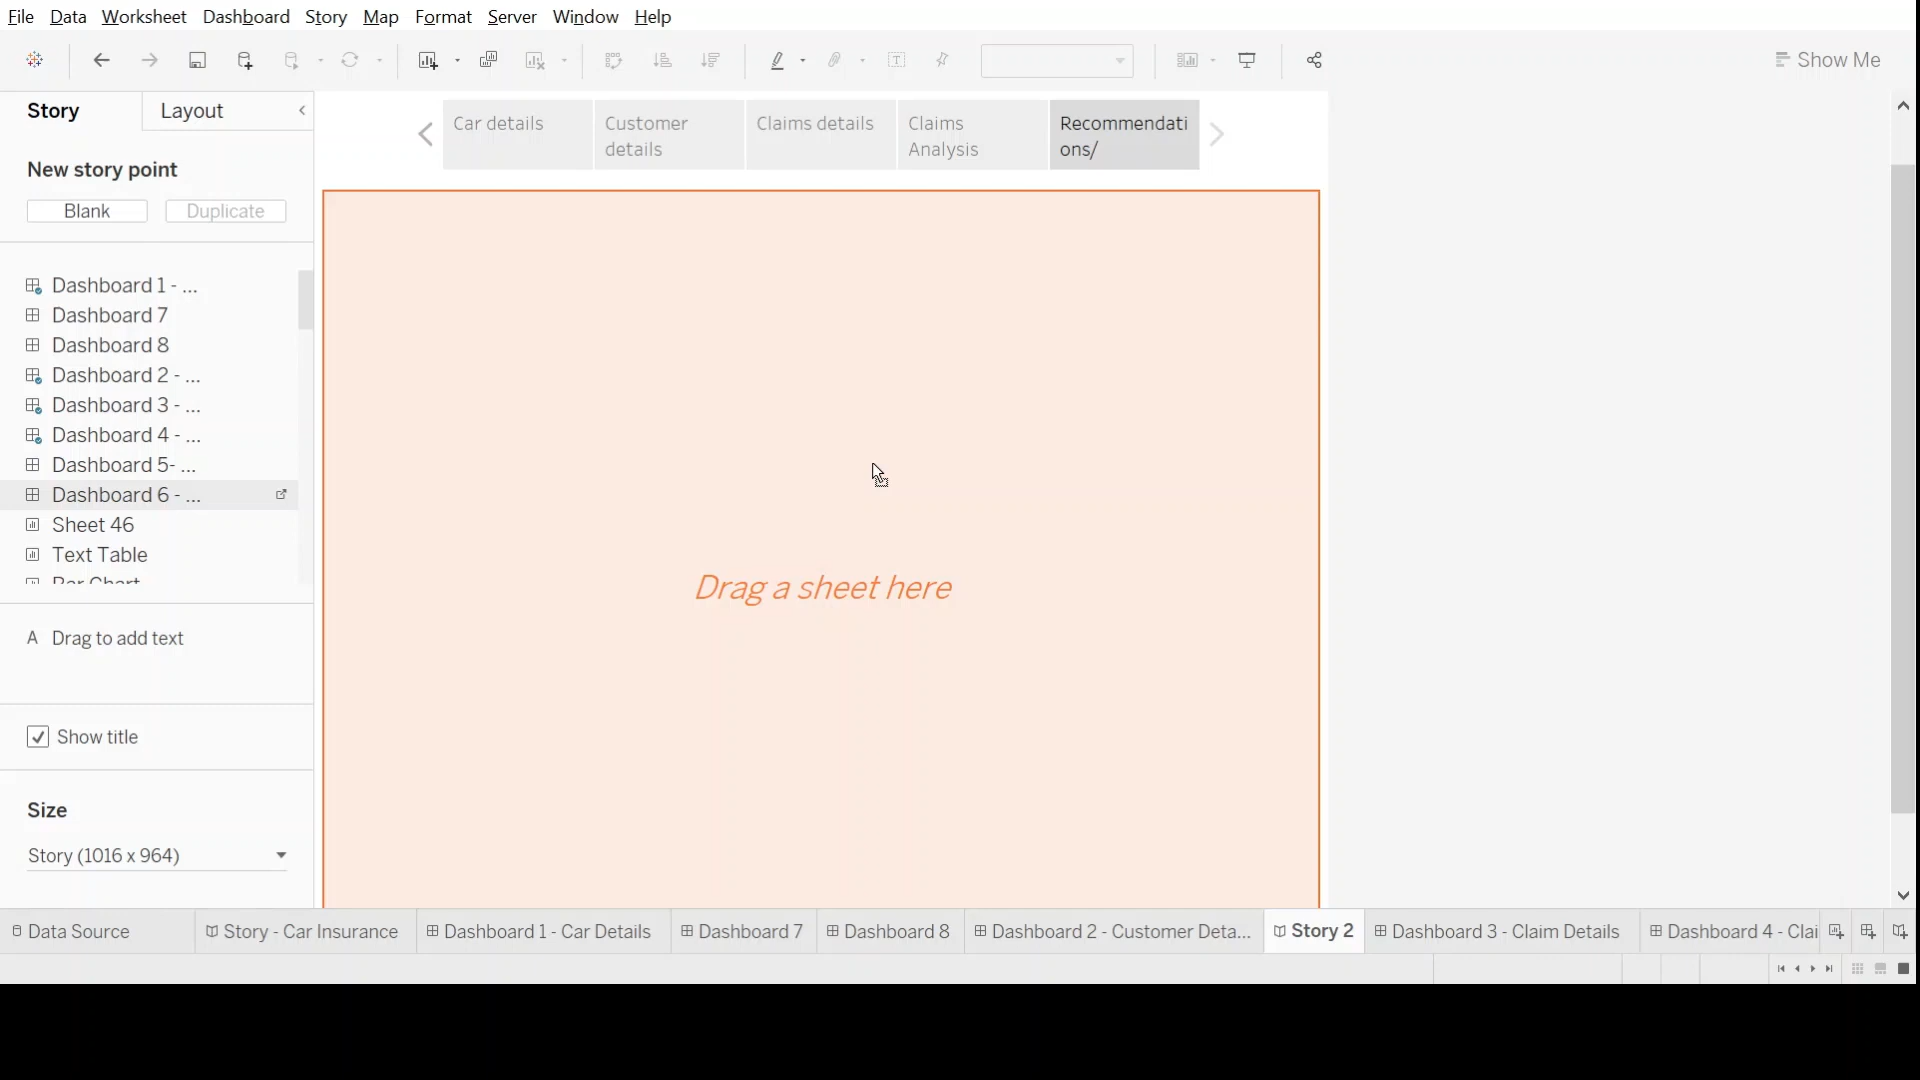 File Data Worksheet Dashboard Story Map Format Server Window Help
Show Me
Story Layout
New story point
Blank Duplicate
Dashboard 1 - ...
Dashboard 7
Dashboard 8
Dashboard 2 - ...
Dashboard 3 - ...
Dashboard 4 - ...
Dashboard 5- ...
Dashboard 6 - ...
Sheet 46
Text Table
Bar Chart
A Drag to add text
Show title
Size
Story (1016 x 964)
Car details
Customer
details
Claims details
Claims
Analysis
Recommendati
ons/
Drag a sheet here
Data Source Story - Car Insurance Dashboard 1 - Car Details Dashboard 7 Dashboard 8 Dashboard 2 - Customer Deta... Story 2 Dashboard 3 - Claim Details Dashboard 4 - Clai